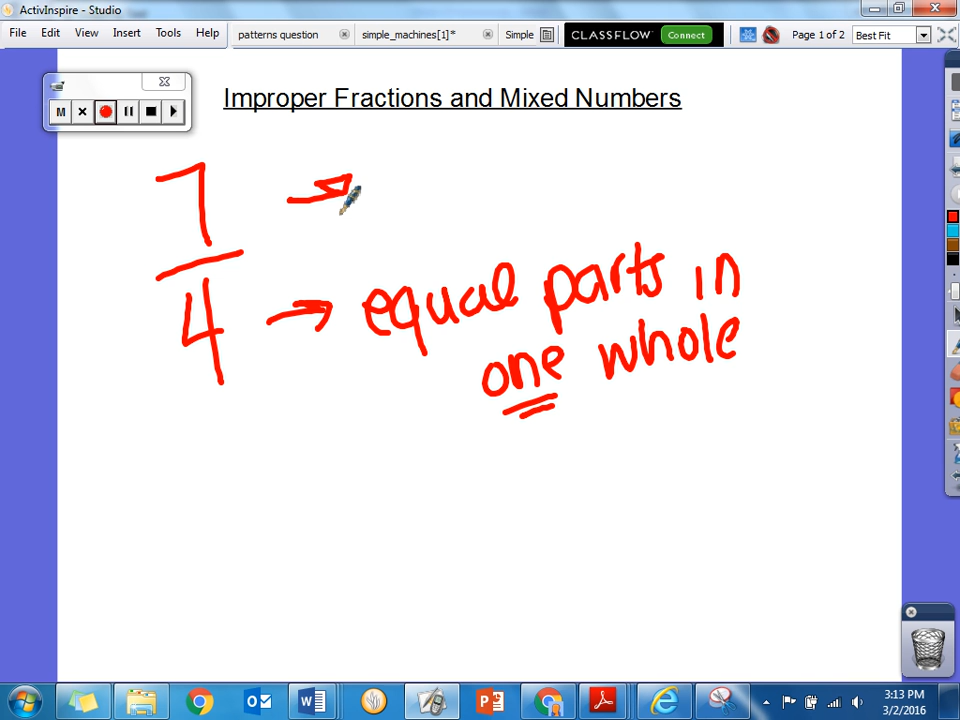 ActivInspire - Studio
File Edit View Insert Tools Help
patterns question simple_machines[1]* Simple CLASSFLOW Connect Page 1 of 2 Best Fit
M
Improper Fractions and Mixed Numbers
7
4 → equal parts in
one whole
3:13 PM
3/2/2016